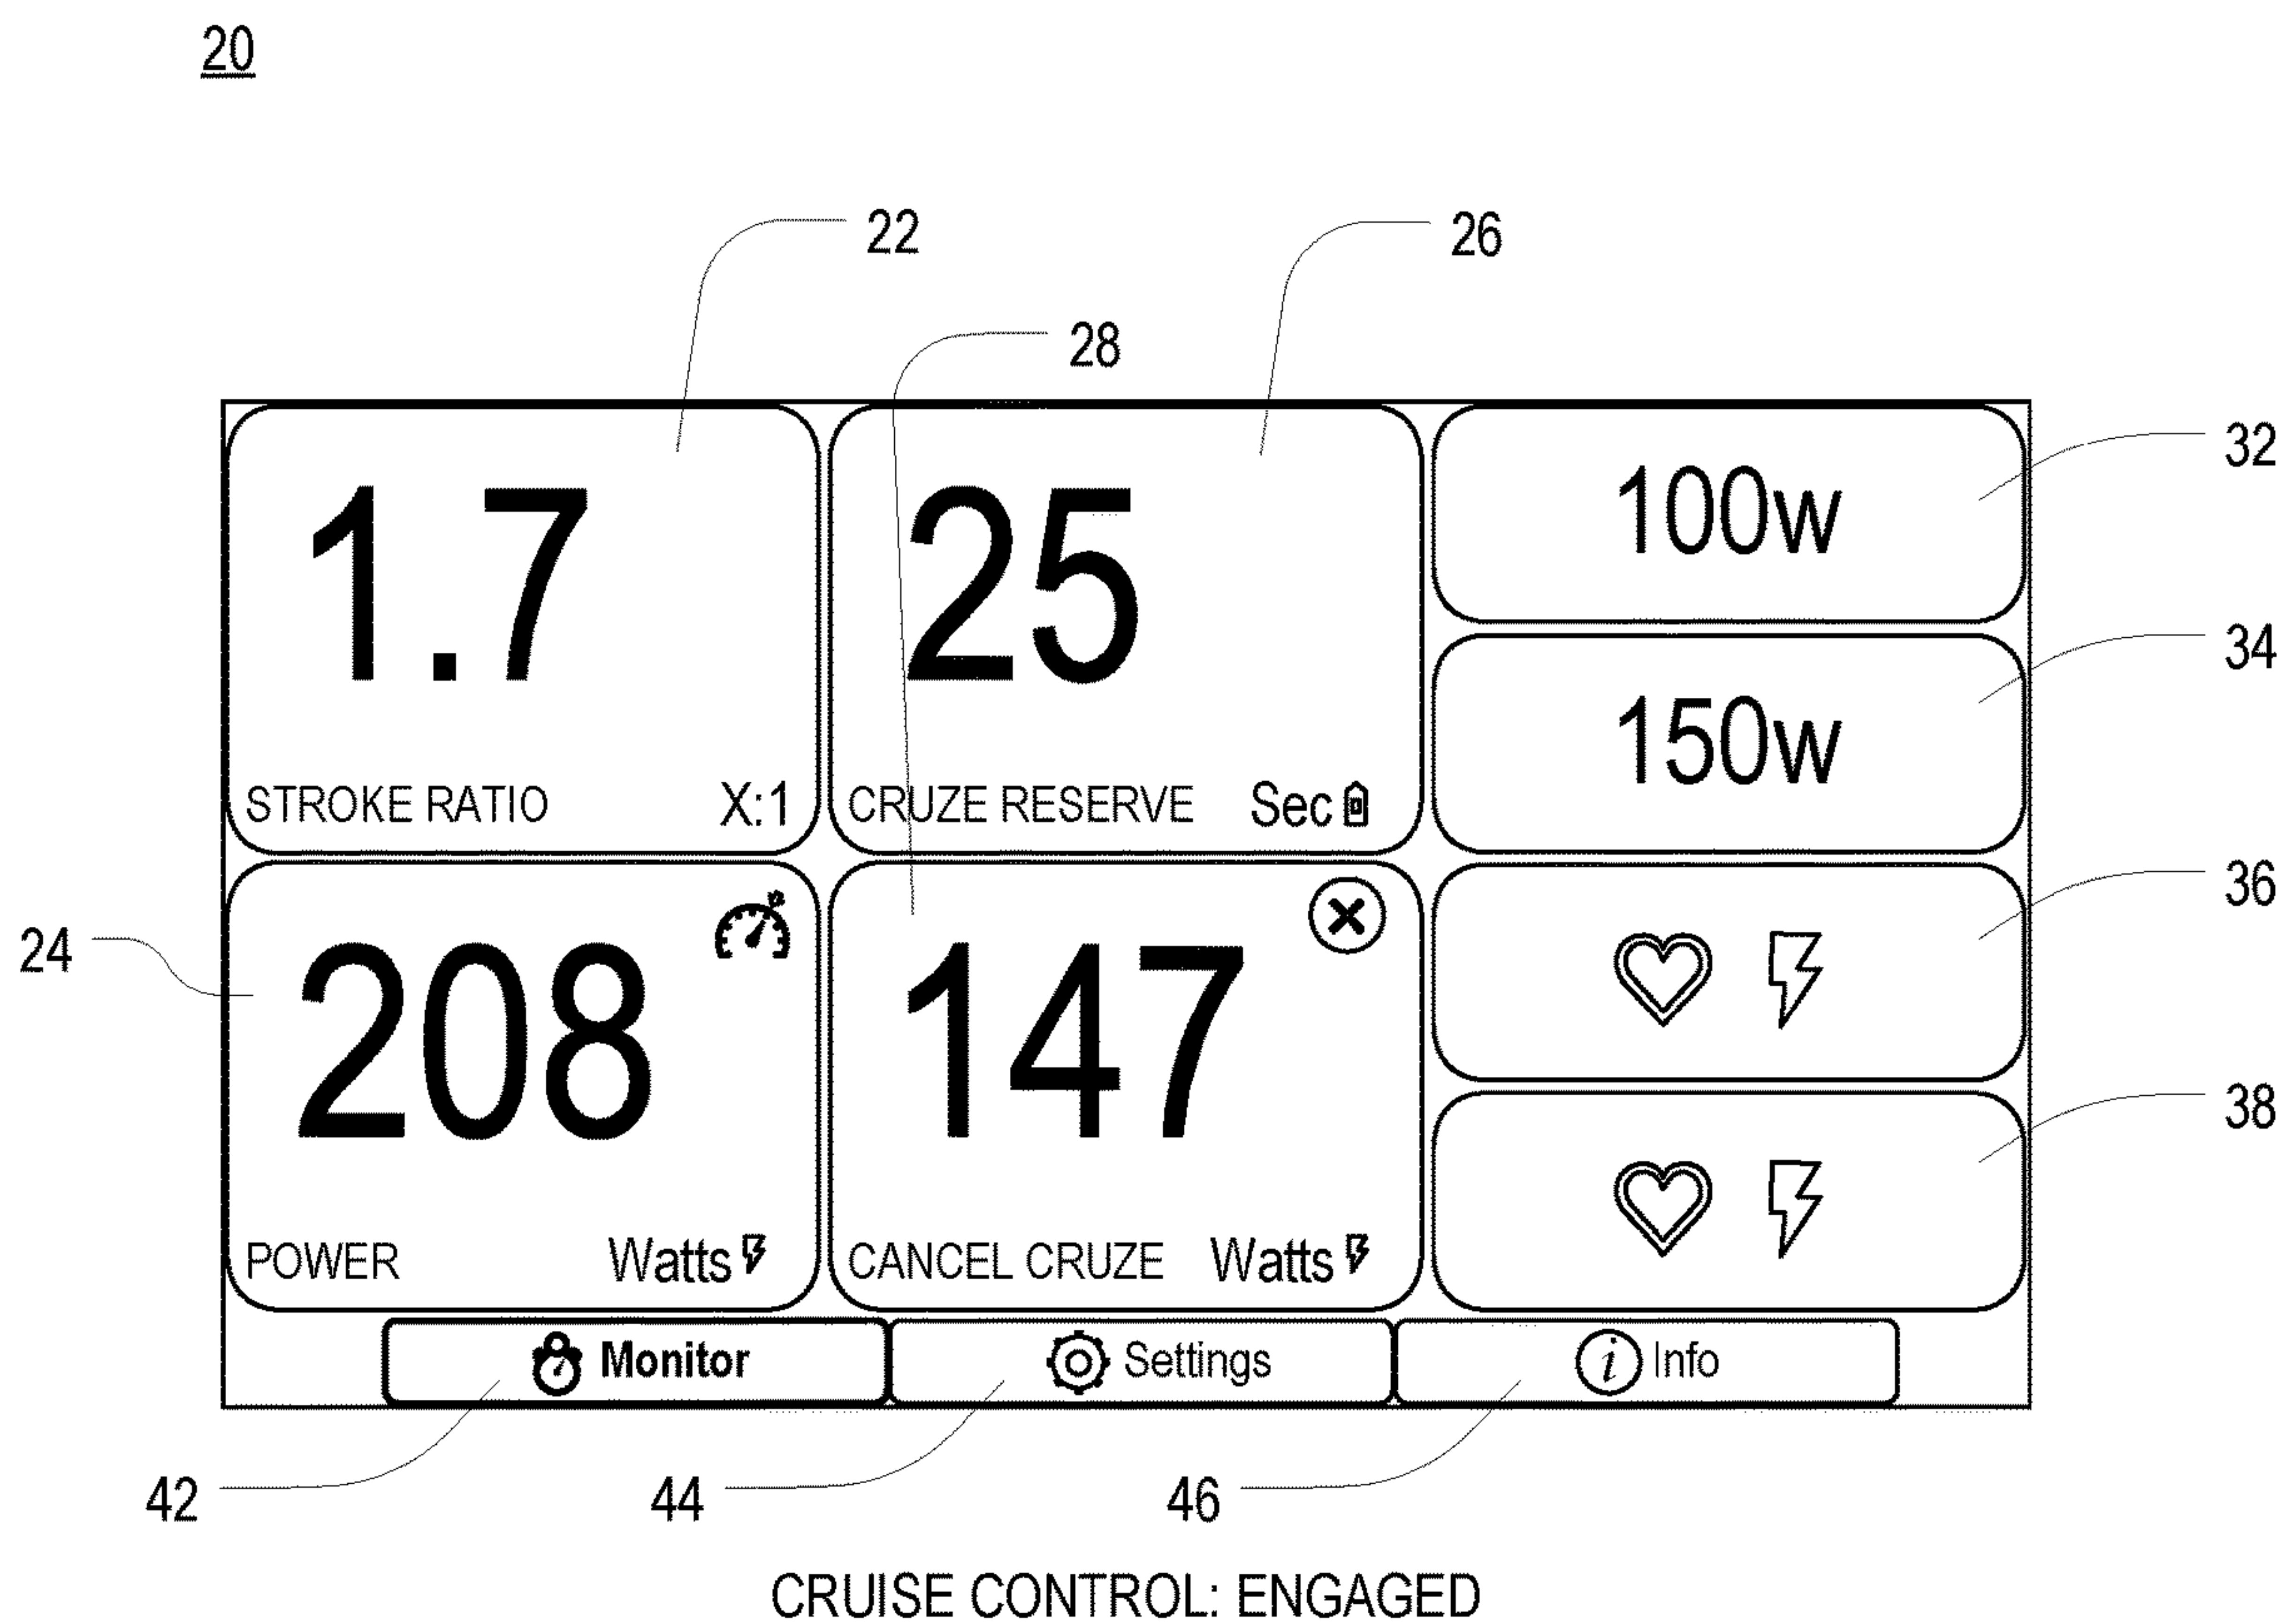 20
22
26
28
1.7
STROKE RATIO X:1
25
CRUZE RESERVE Sec
100w
32
150w
34
24
208
POWER Watts
147
CANCEL CRUZE Watts
36
38
Monitor
Settings
i Info
42
44
46
CRUISE CONTROL: ENGAGED